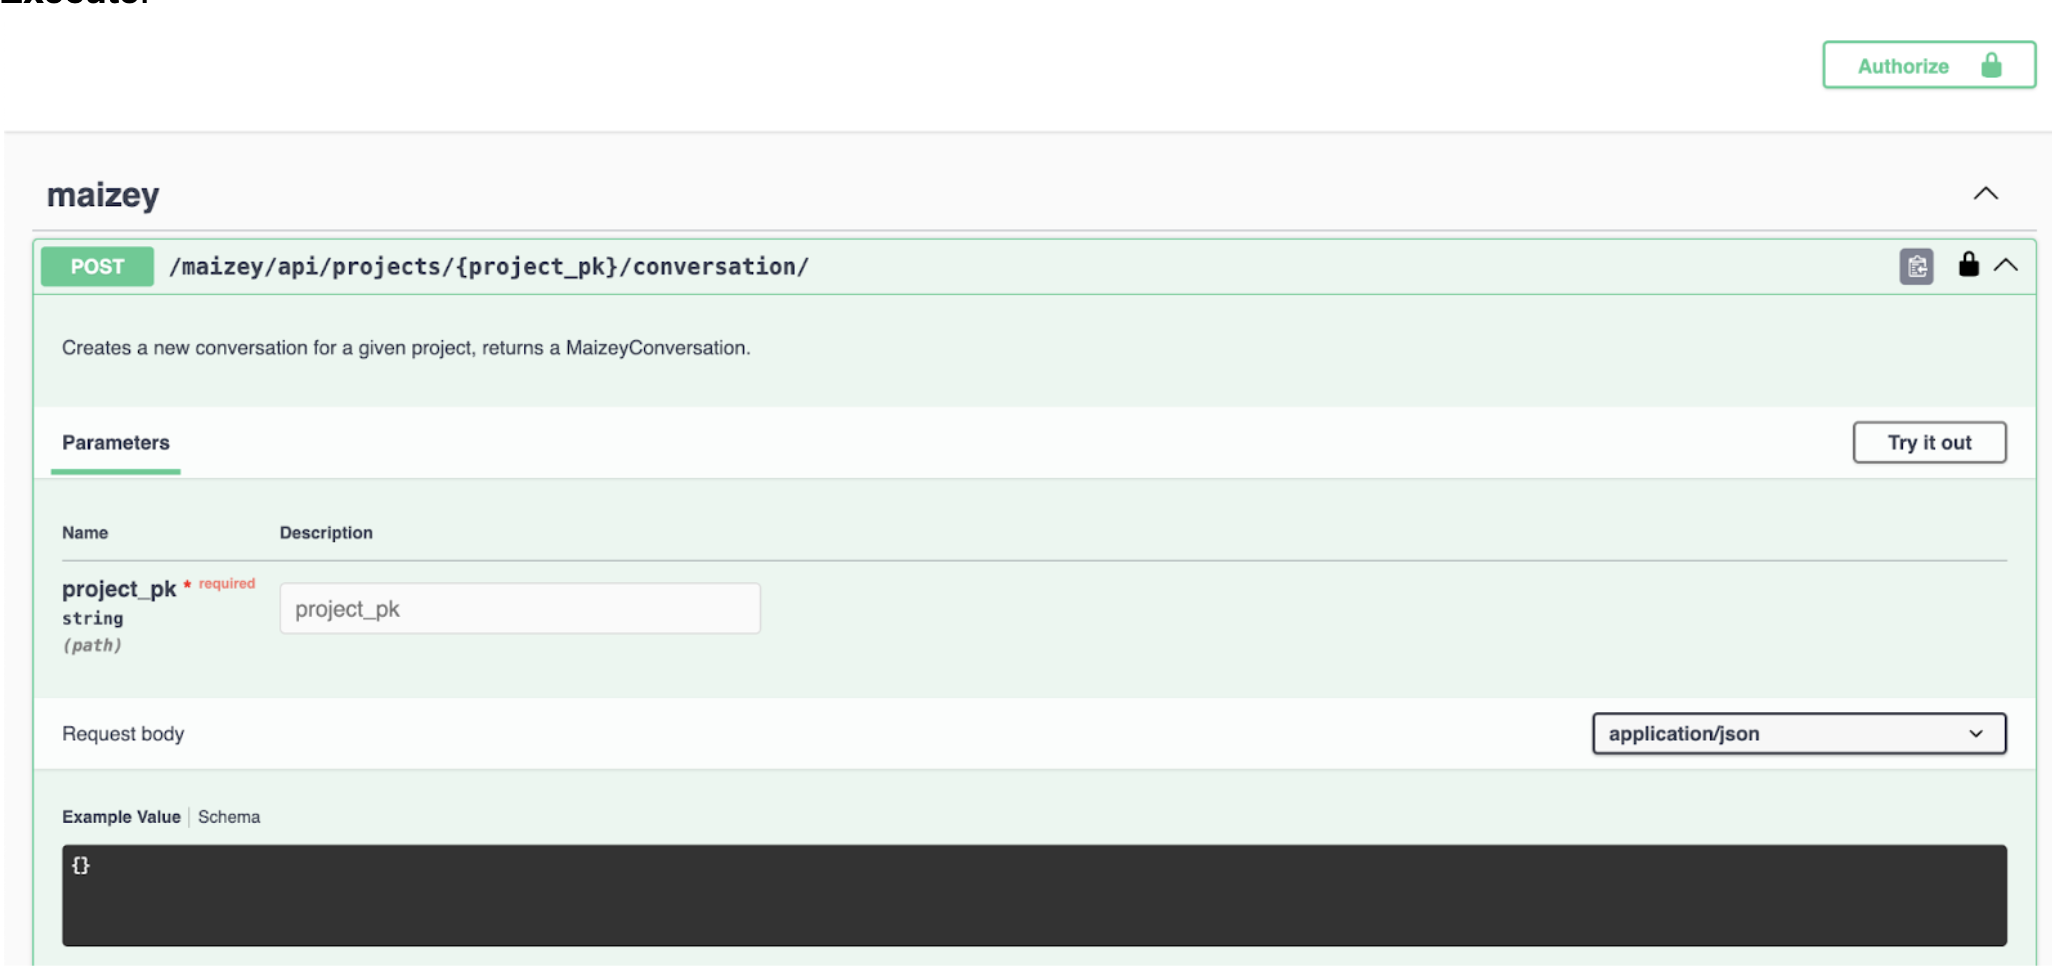 Authorize
maizey
POST /maizey/api/projects/{project_pk}/conversation/
Creates a new conversation for a given project, returns a MaizeyConversation.
Parameters
Try it out
Name Description
project_pk * required
project_pk
string
(path)
Request body
application/json
Example Value | Schema
{}